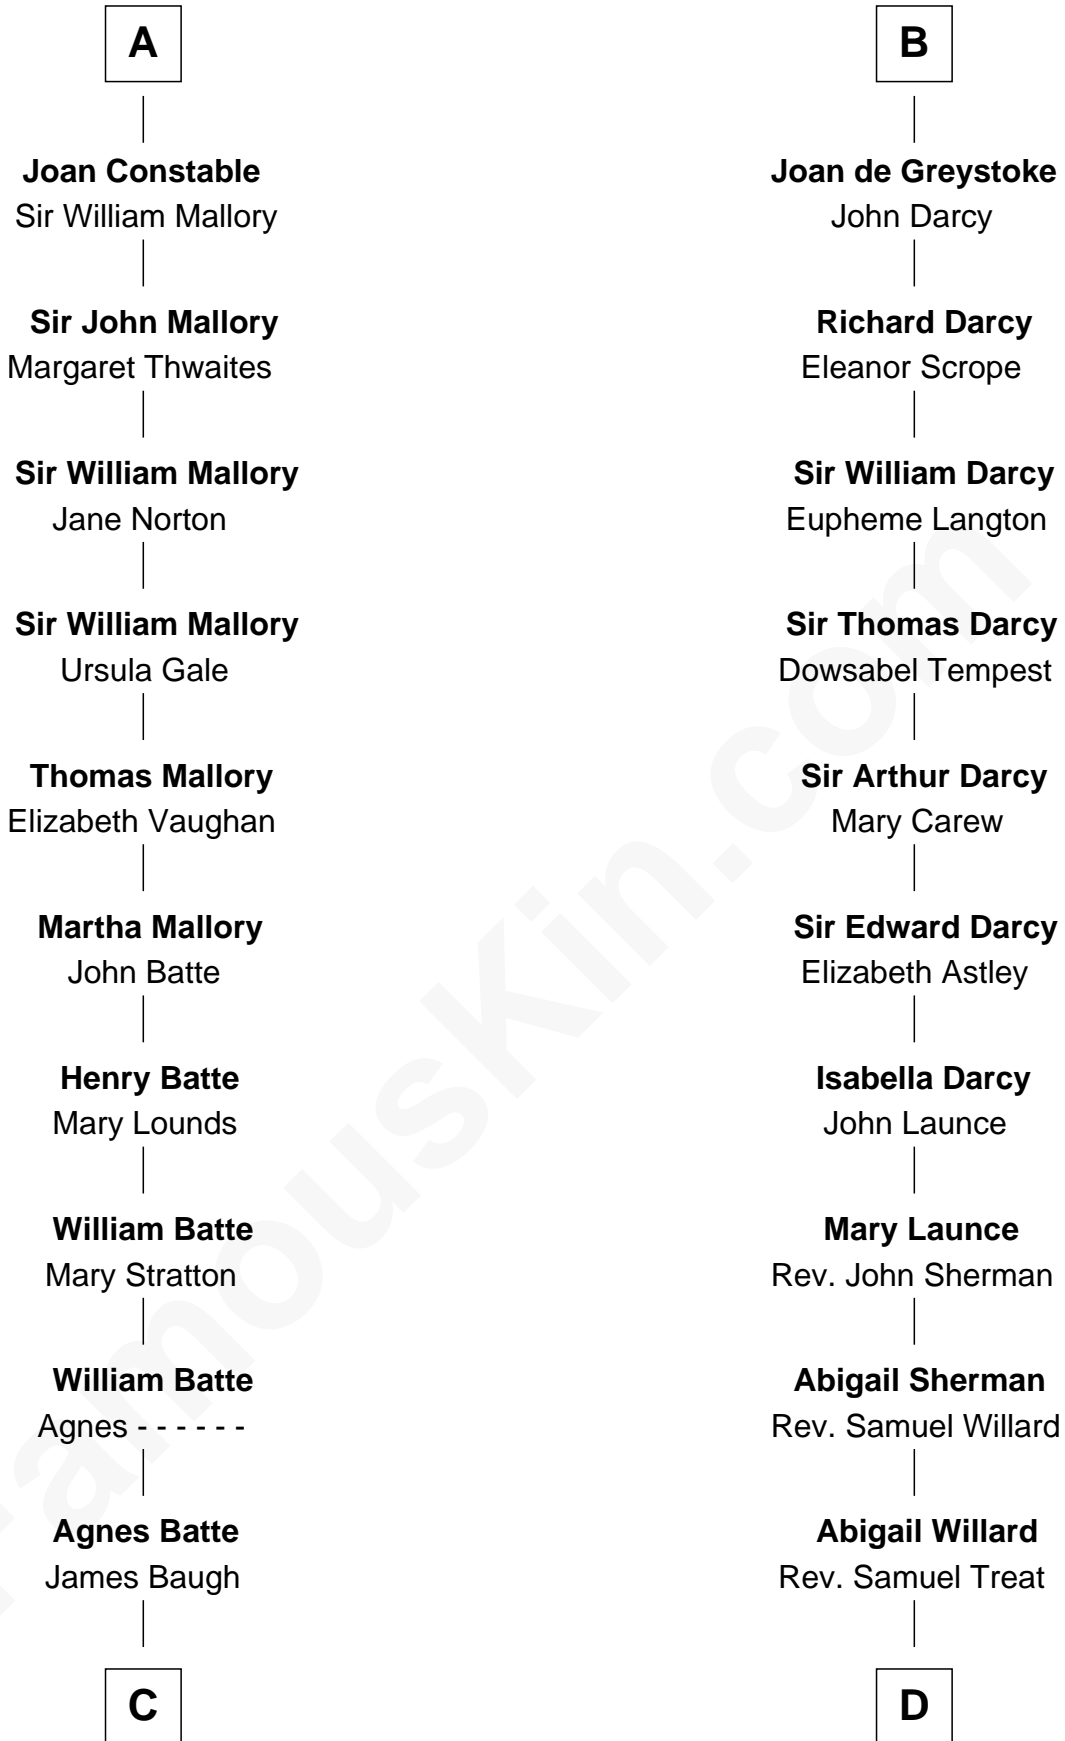 A
Joan Constable
Sir William Mallory
Sir John Mallory
Margaret Thwaites
Sir William Mallory
Jane Norton
Sir William Mallory
Ursula Gale
Thomas Mallory
Elizabeth Vaughan
Martha Mallory
John Batte
Henry Batte
Mary Lounds
William Batte
Mary Stratton
William Batte
Agnes - - - - - -
Agnes Batte
James Baugh
C
B
Joan de Greystoke
John Darcy
Richard Darcy
Eleanor Scrope
Sir William Darcy
Eupheme Langton
Sir Thomas Darcy
Dowsabel Tempest
Sir Arthur Darcy
Mary Carew
Sir Edward Darcy
Elizabeth Astley
Isabella Darcy
John Launce
Mary Launce
Rev. John Sherman
Abigail Sherman
Rev. Samuel Willard
Abigail Willard
Rev. Samuel Treat
D
FamousKin.com